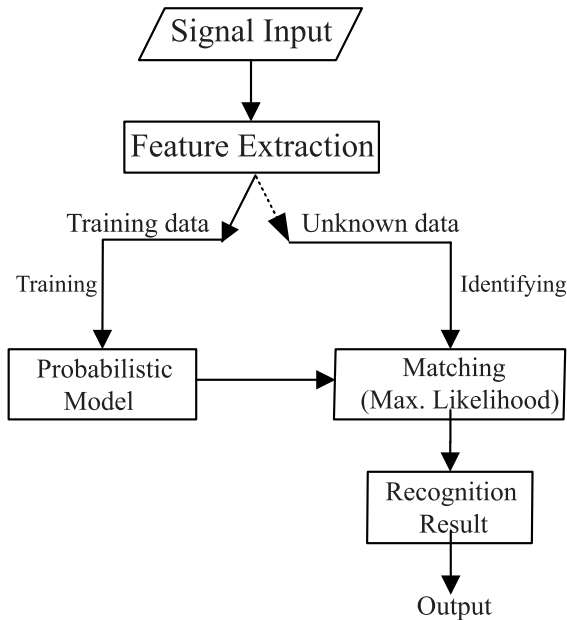 Signal Input
Feature Extraction
Training data
Unknown data
Training
Identifying
Probabilistic
Model
Matching
(Max. Likelihood)
Recognition
Result
Output